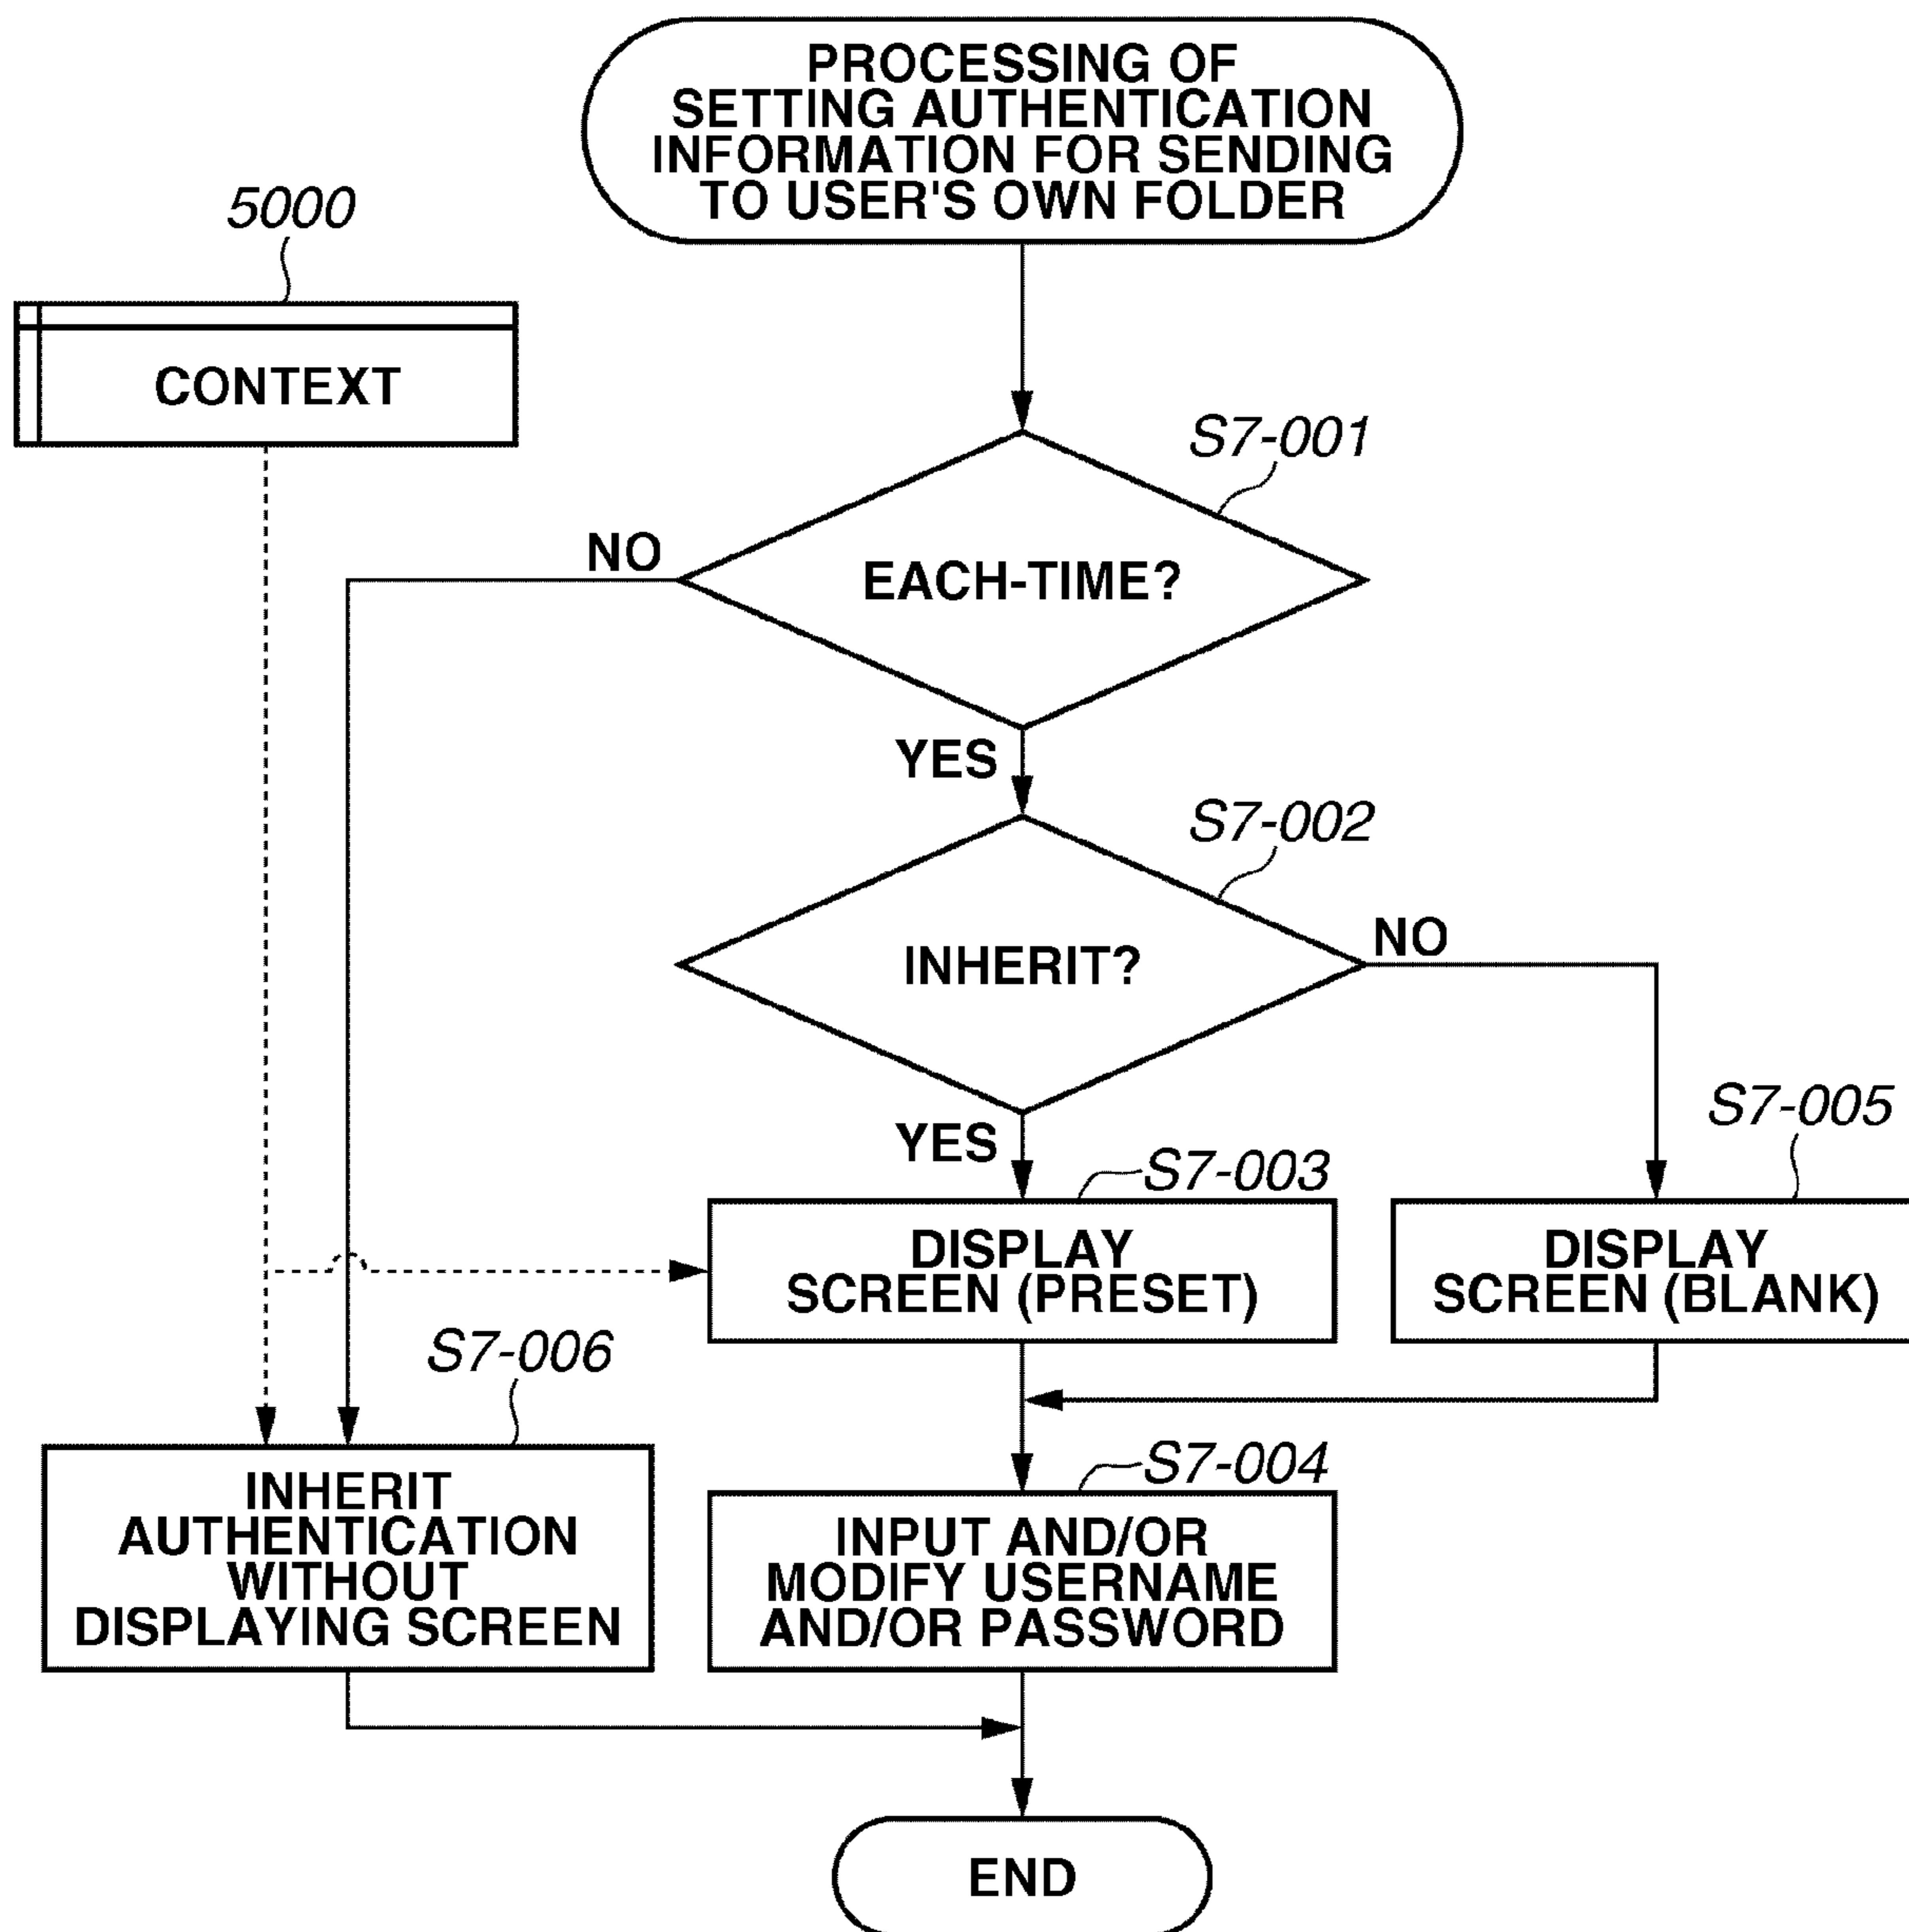 PROCESSING OF
SETTING AUTHENTICATION
INFORMATION FOR SENDING
TO USER'S OWN FOLDER
5000
CONTEXT
S7-001
NO
EACH-TIME?
YES
S7-002
NO
INHERIT?
S7-005
YES
S7-003
DISPLAY
SCREEN (PRESET)
DISPLAY
SCREEN (BLANK)
S7-006
S7-004
INHERIT
AUTHENTICATION
WITHOUT
DISPLAYING SCREEN
INPUT AND/OR
MODIFY USERNAME
AND/OR PASSWORD
END